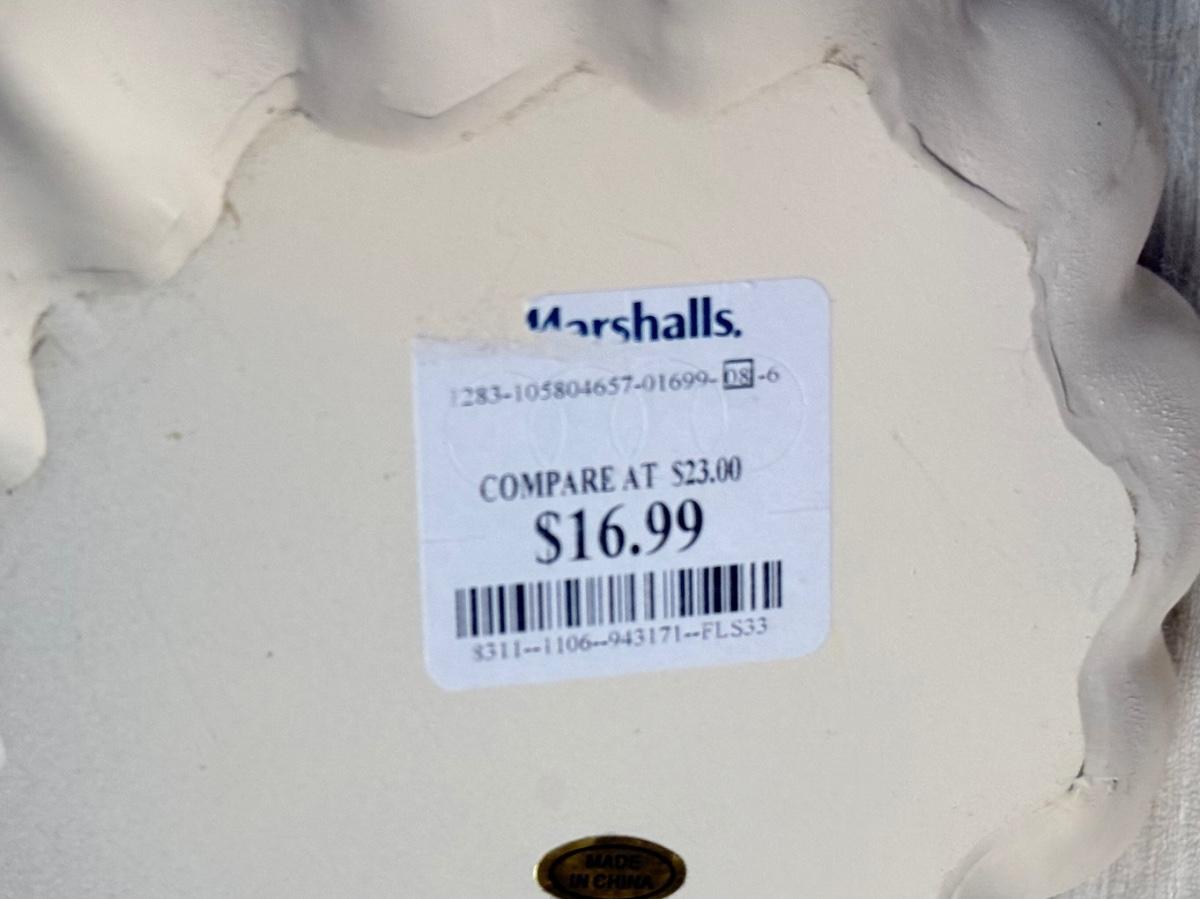 Marshalls.
1283-105804657-01699-08-6
COMPARE AT $23.00
$16.99
8311--1106--943171--FLS33
MADE
IN CHINA